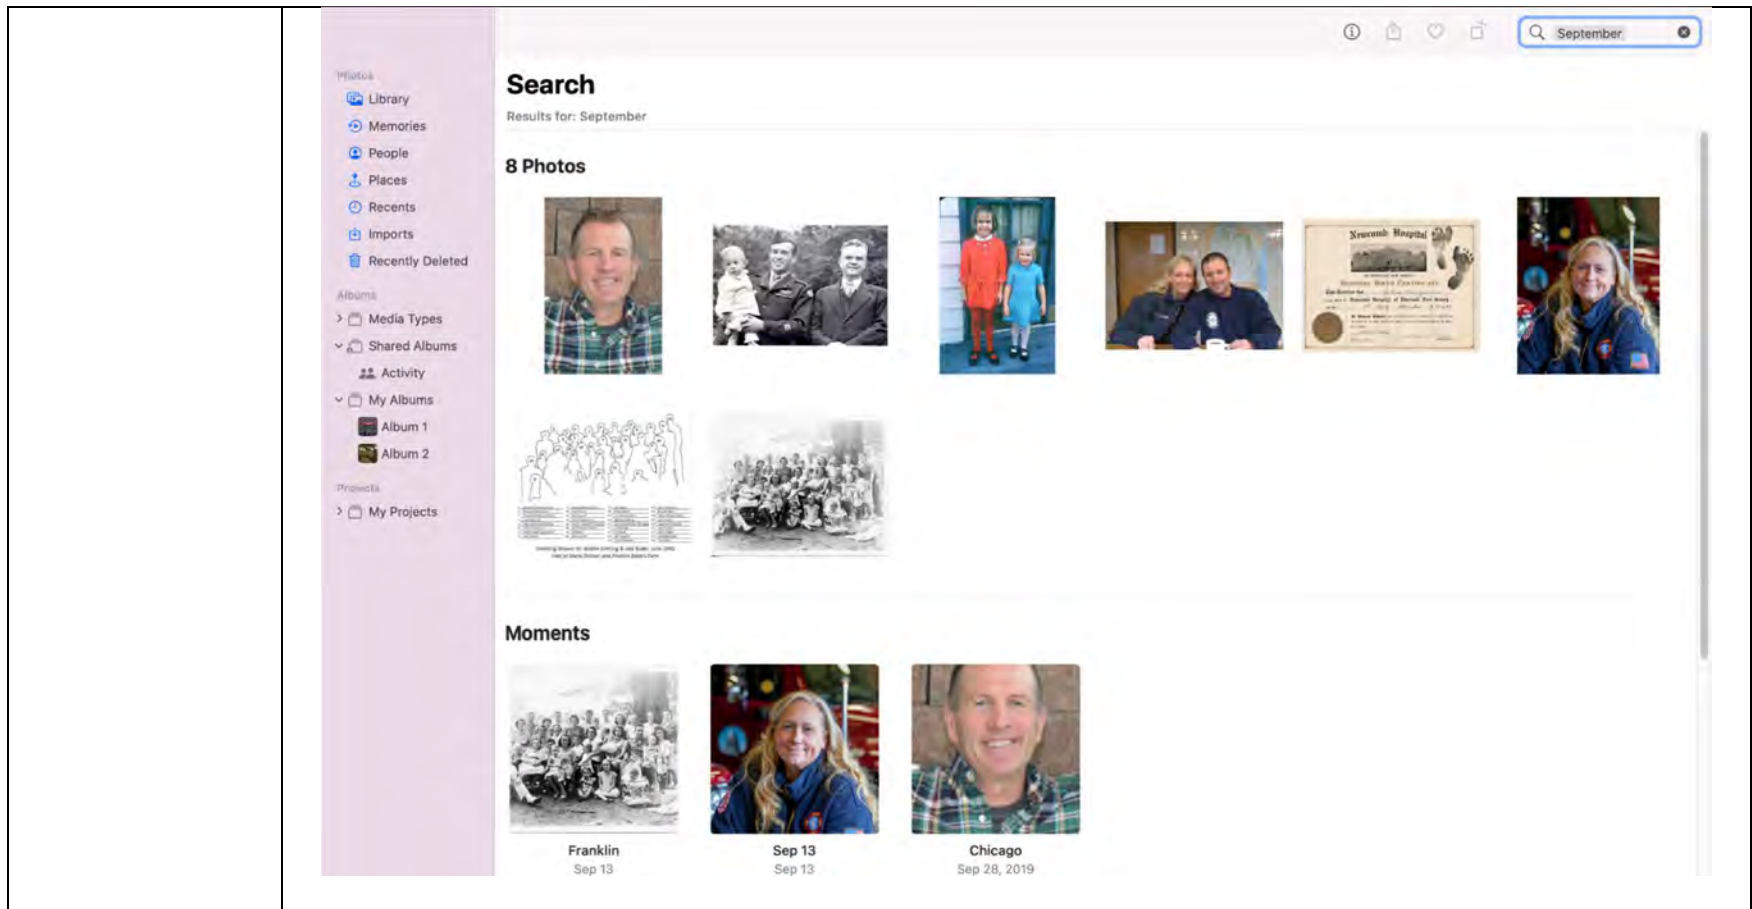 September
Photos
Library
Memories
People
Places
Recents
Imports
Recently Deleted
Albums
Media Types
Shared Albums
Activity
My Albums
Album 1
Album 2
Projects
My Projects
Search
Results for: September
8 Photos
Newcomb Hospital
Moments
Franklin
Sep 13
Sep 13
Sep 13
Chicago
Sep 28, 2019